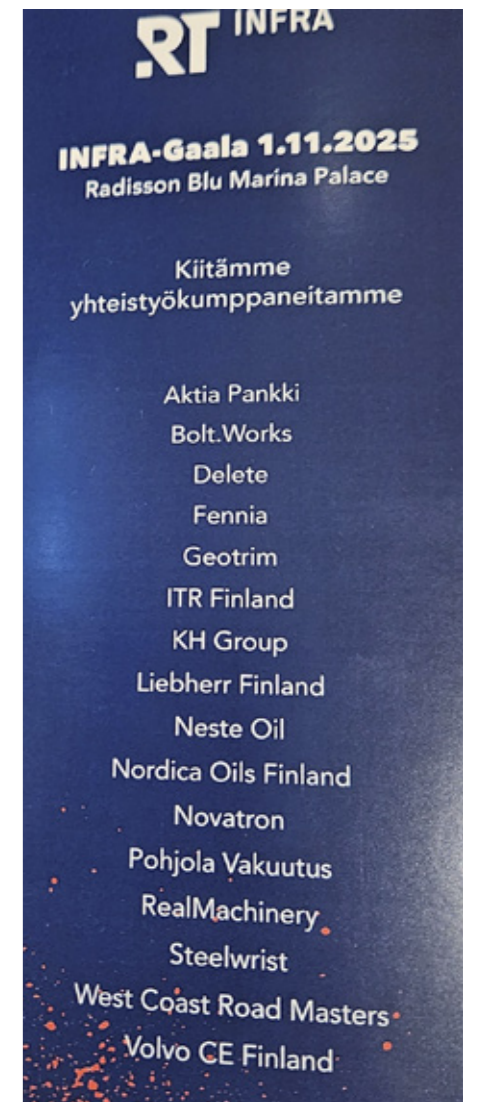 RT INFRA
INFRA-Gaala 1.11.2025
Radisson Blu Marina Palace
Kiitämme
yhteistyökumppaneitamme
Aktia Pankki
Bolt.Works
Delete
Fennia
Geotrim
ITR Finland
KH Group
Liebherr Finland
Neste Oil
Nordica Oils Finland
Novatron
Pohjola Vakuutus
RealMachinery
Steelwrist
West Coast Road Masters
Volvo CE Finland